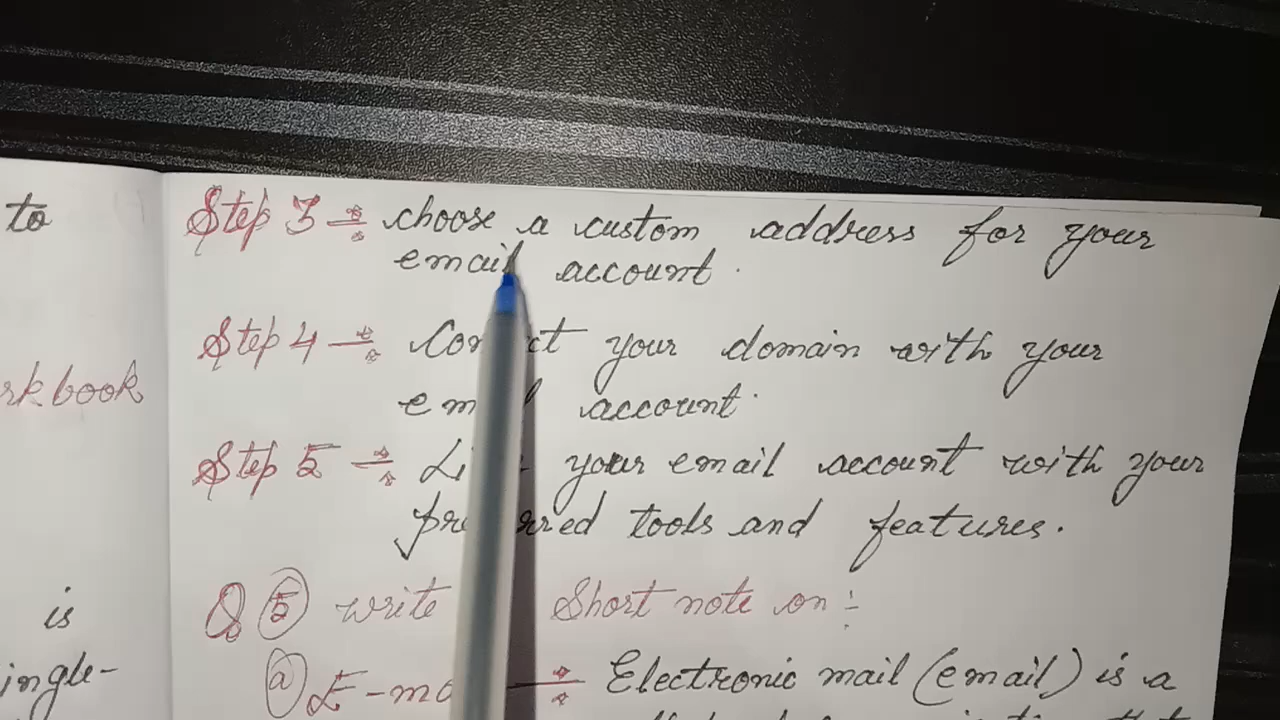 to
rkbook
is
ingle-
Step 3 ÷ choose a custom address for your
email account.
Step 4 ÷ your domain with your
account.
Step 5 ÷ your email account with your
tools and features.
Q 5 write Short note on ÷
a ÷ Electronic mail (email) is a